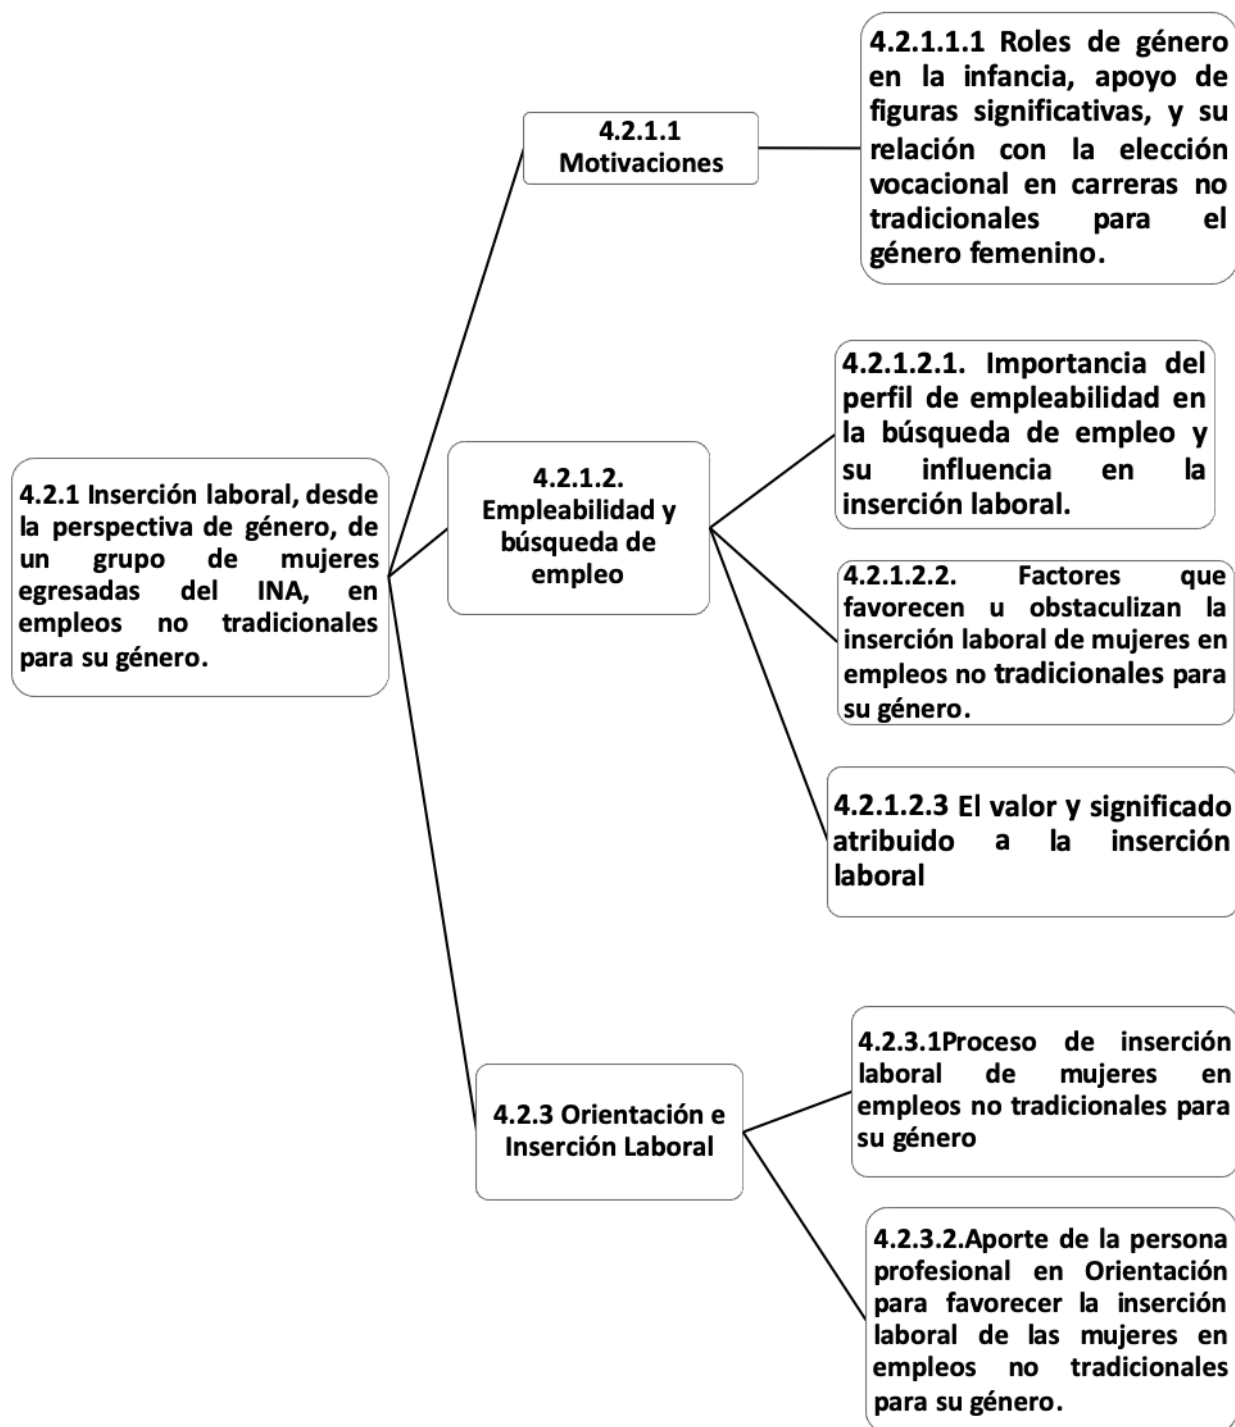 4.2.1 Inserción laboral, desde
la perspectiva de género, de
un grupo de mujeres
egresadas del INA, en
empleos no tradicionales
para su género.
4.2.1.1
Motivaciones
4.2.1.1.1 Roles de género
en la infancia, apoyo de
figuras significativas, y su
relación con la elección
vocacional en carreras no
tradicionales para el
género femenino.
4.2.1.2.
Empleabilidad y
búsqueda de
empleo
4.2.1.2.1. Importancia del
perfil de empleabilidad en
la búsqueda de empleo y
su influencia en la
inserción laboral.
4.2.1.2.2. Factores que
favorecen u obstaculizan la
inserción laboral de mujeres en
empleos no tradicionales para
su género.
4.2.1.2.3 El valor y significado
atribuido a la inserción
laboral
4.2.3 Orientación e
Inserción Laboral
4.2.3.1Proceso de inserción
laboral de mujeres en
empleos no tradicionales para
su género
4.2.3.2.Aporte de la persona
profesional en Orientación
para favorecer la inserción
laboral de las mujeres en
empleos no tradicionales
para su género.